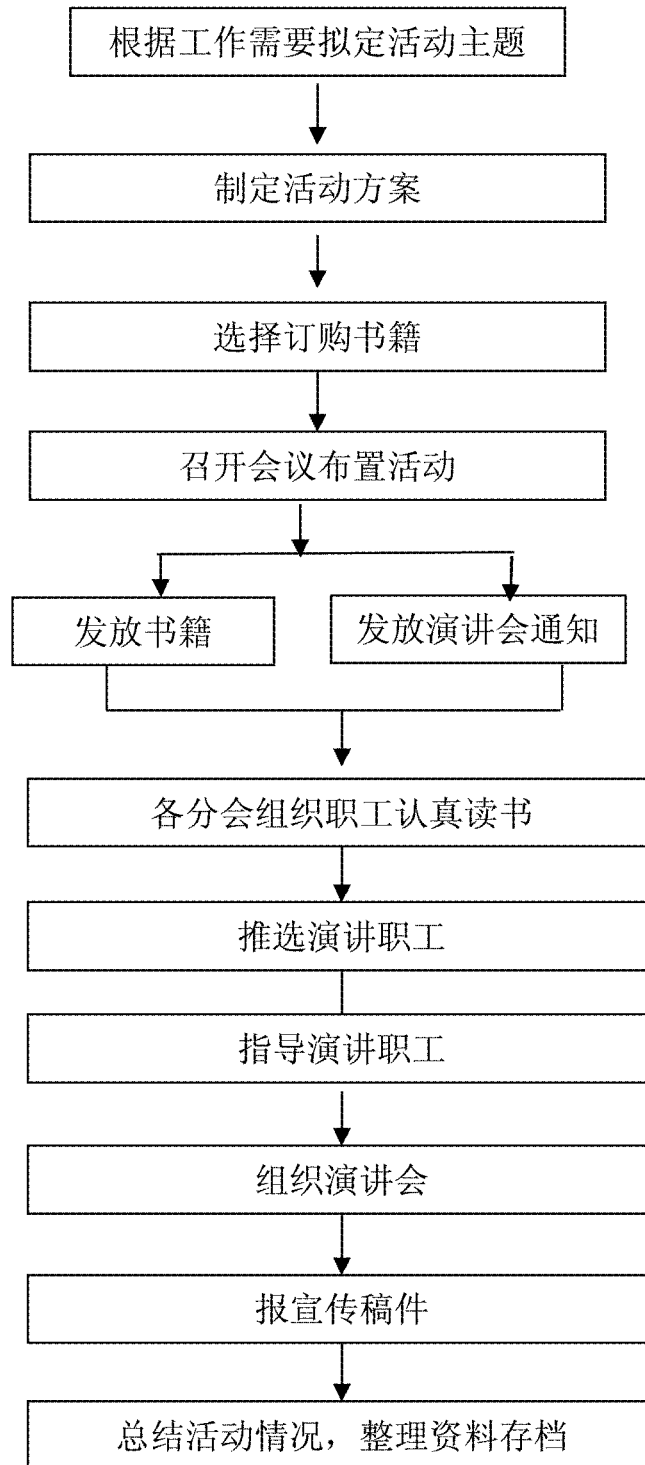 根据工作需要拟定活动主题
制定活动方案
选择订购书籍
召开会议布置活动
发放书籍
发放演讲会通知
各分会组织职工认真读书
推选演讲职工
指导演讲职工
组织演讲会
报宣传稿件
总结活动情况，整理资料存档